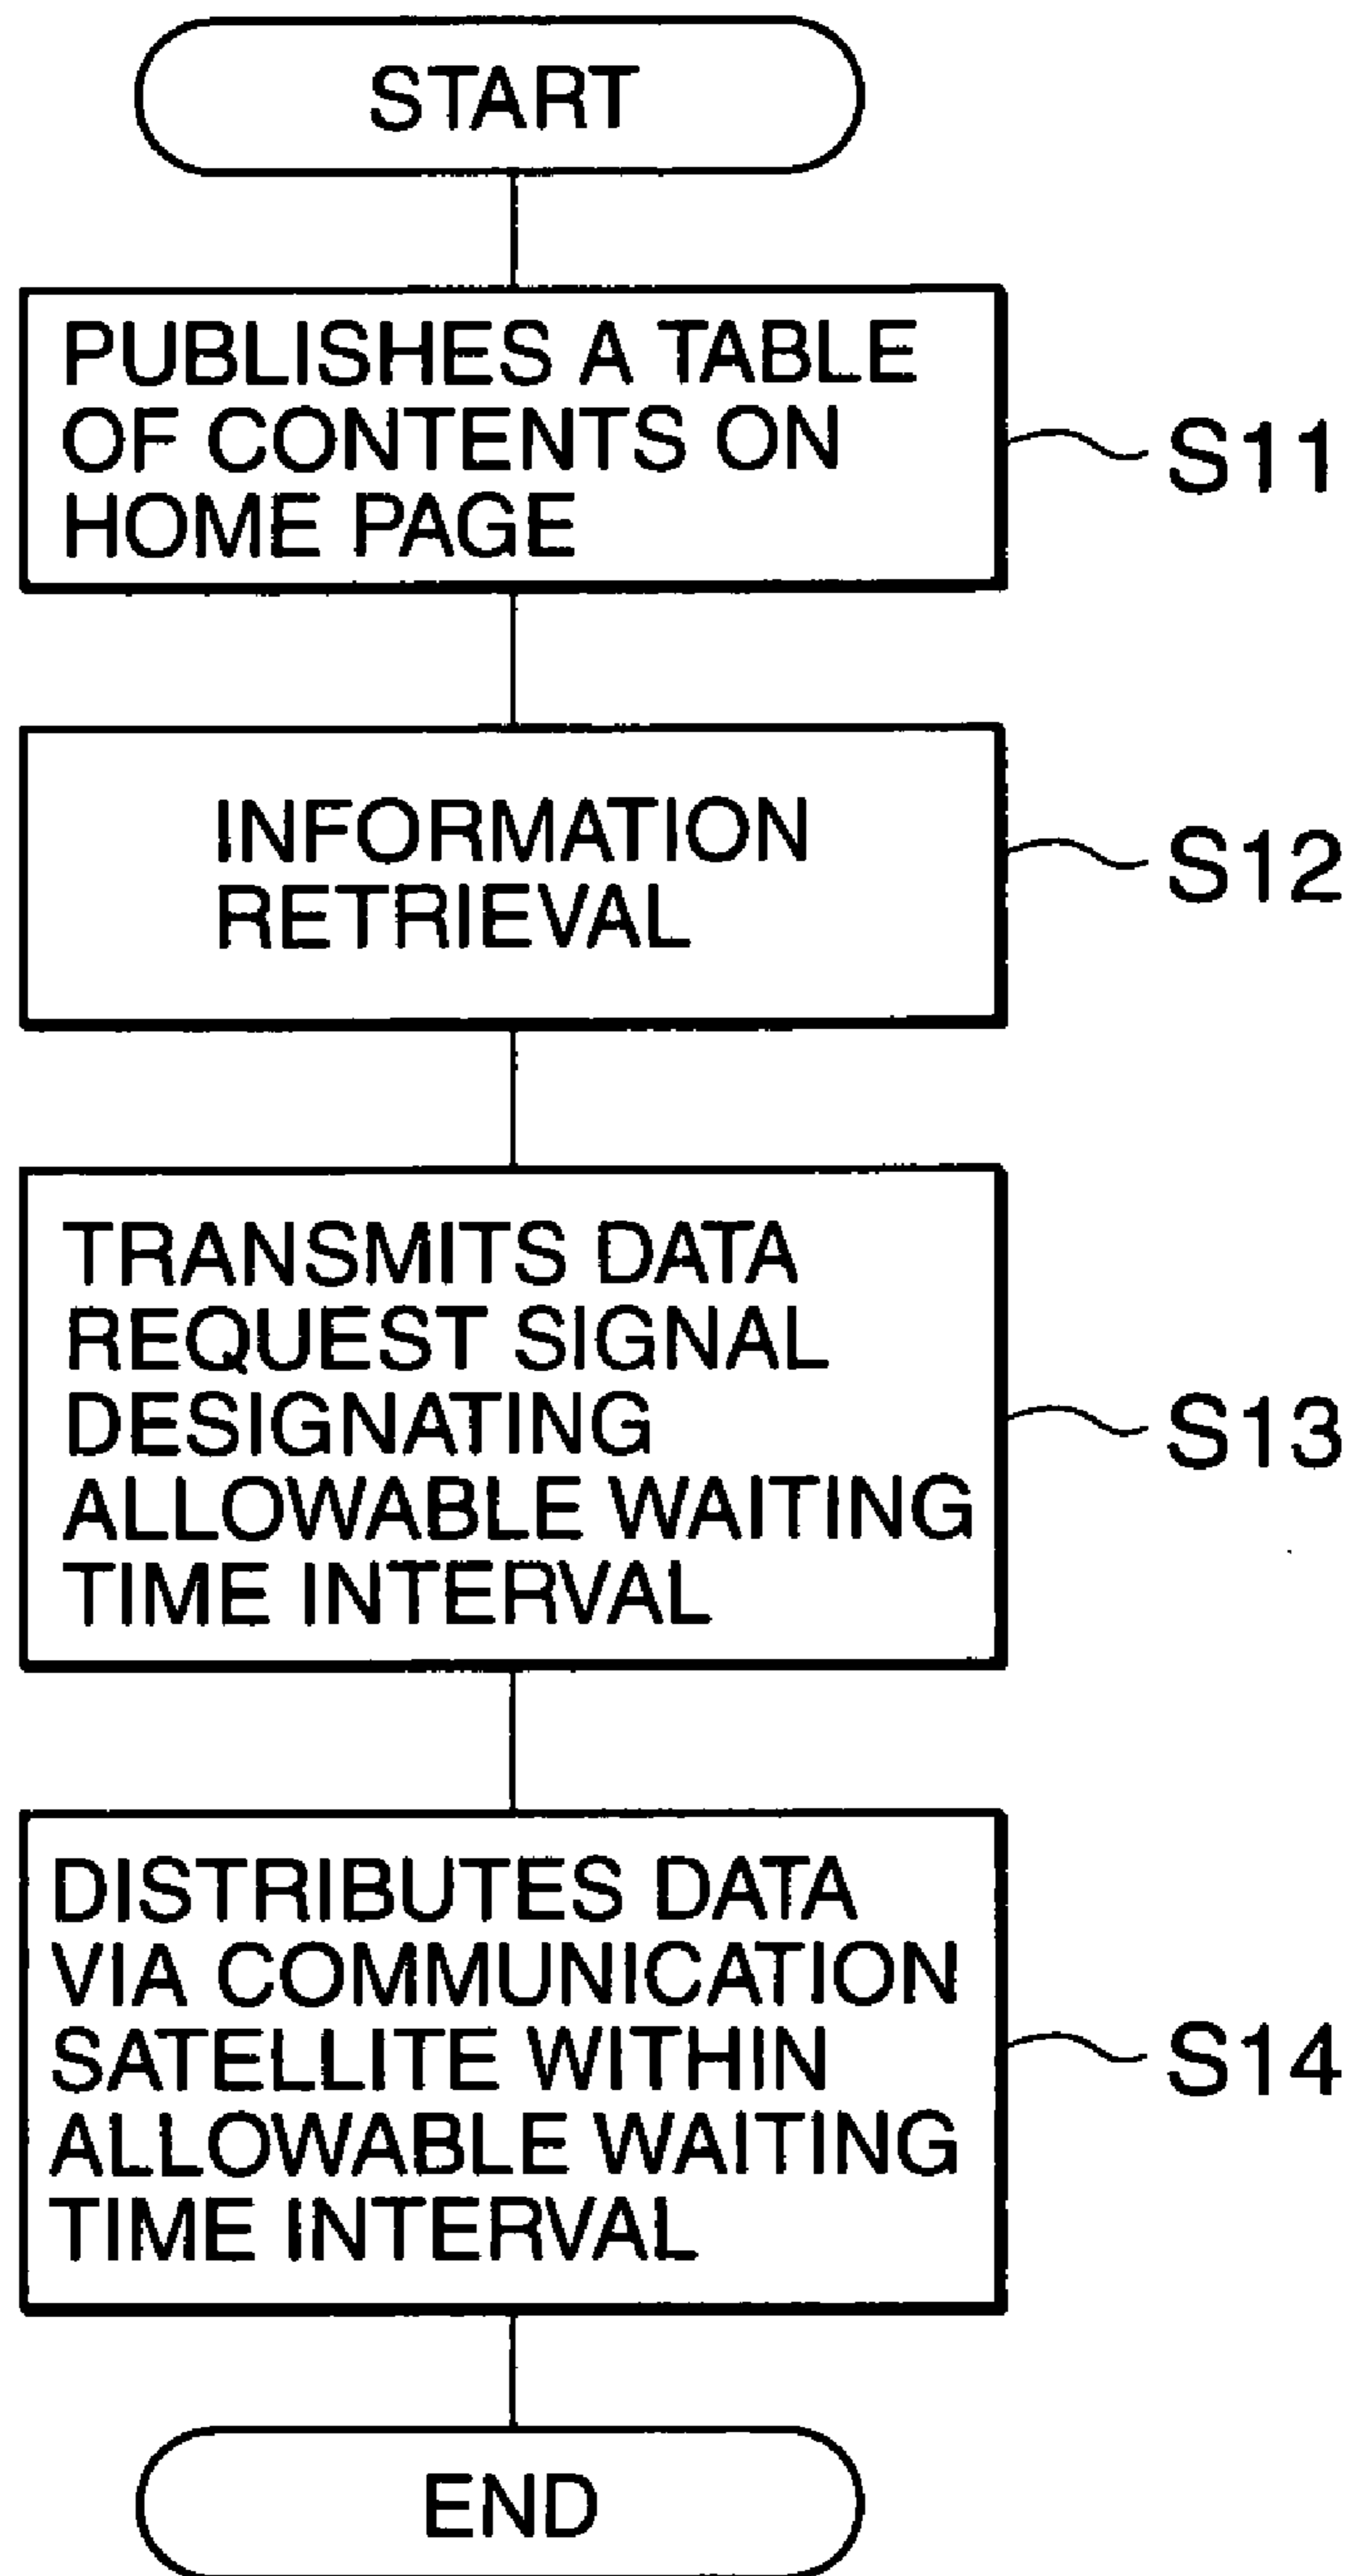 START
PUBLISHES A TABLE
OF CONTENTS ON
HOME PAGE
S11
INFORMATION
RETRIEVAL
S12
TRANSMITS DATA
REQUEST SIGNAL
DESIGNATING
ALLOWABLE WAITING
TIME INTERVAL
S13
DISTRIBUTES DATA
VIA COMMUNICATION
SATELLITE WITHIN
ALLOWABLE WAITING
TIME INTERVAL
S14
END